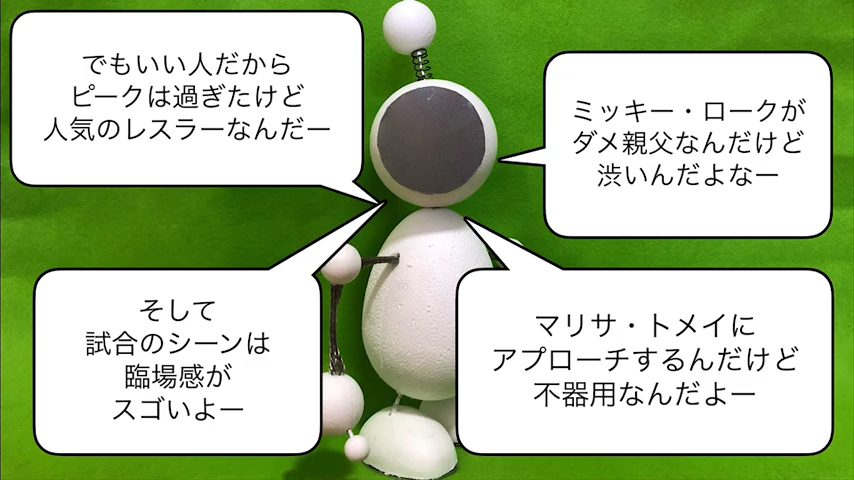 でもいい人だから
ピークは過ぎたけど
人気のレスラーなんだー
ミッキー・ロークが
ダメ親父なんだけど
渋いんだよなー
そして
試合のシーンは
臨場感が
スゴいよー
マリサ・トメイに
アプローチするんだけど
不器用なんだよー